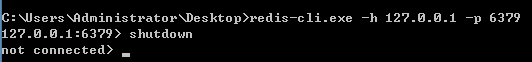 C:\Users\Administrator\Desktop>redis-cli.exe -h 127.0.0.1 -p 6379
127.0.0.1:6379> shutdown
not connected> _